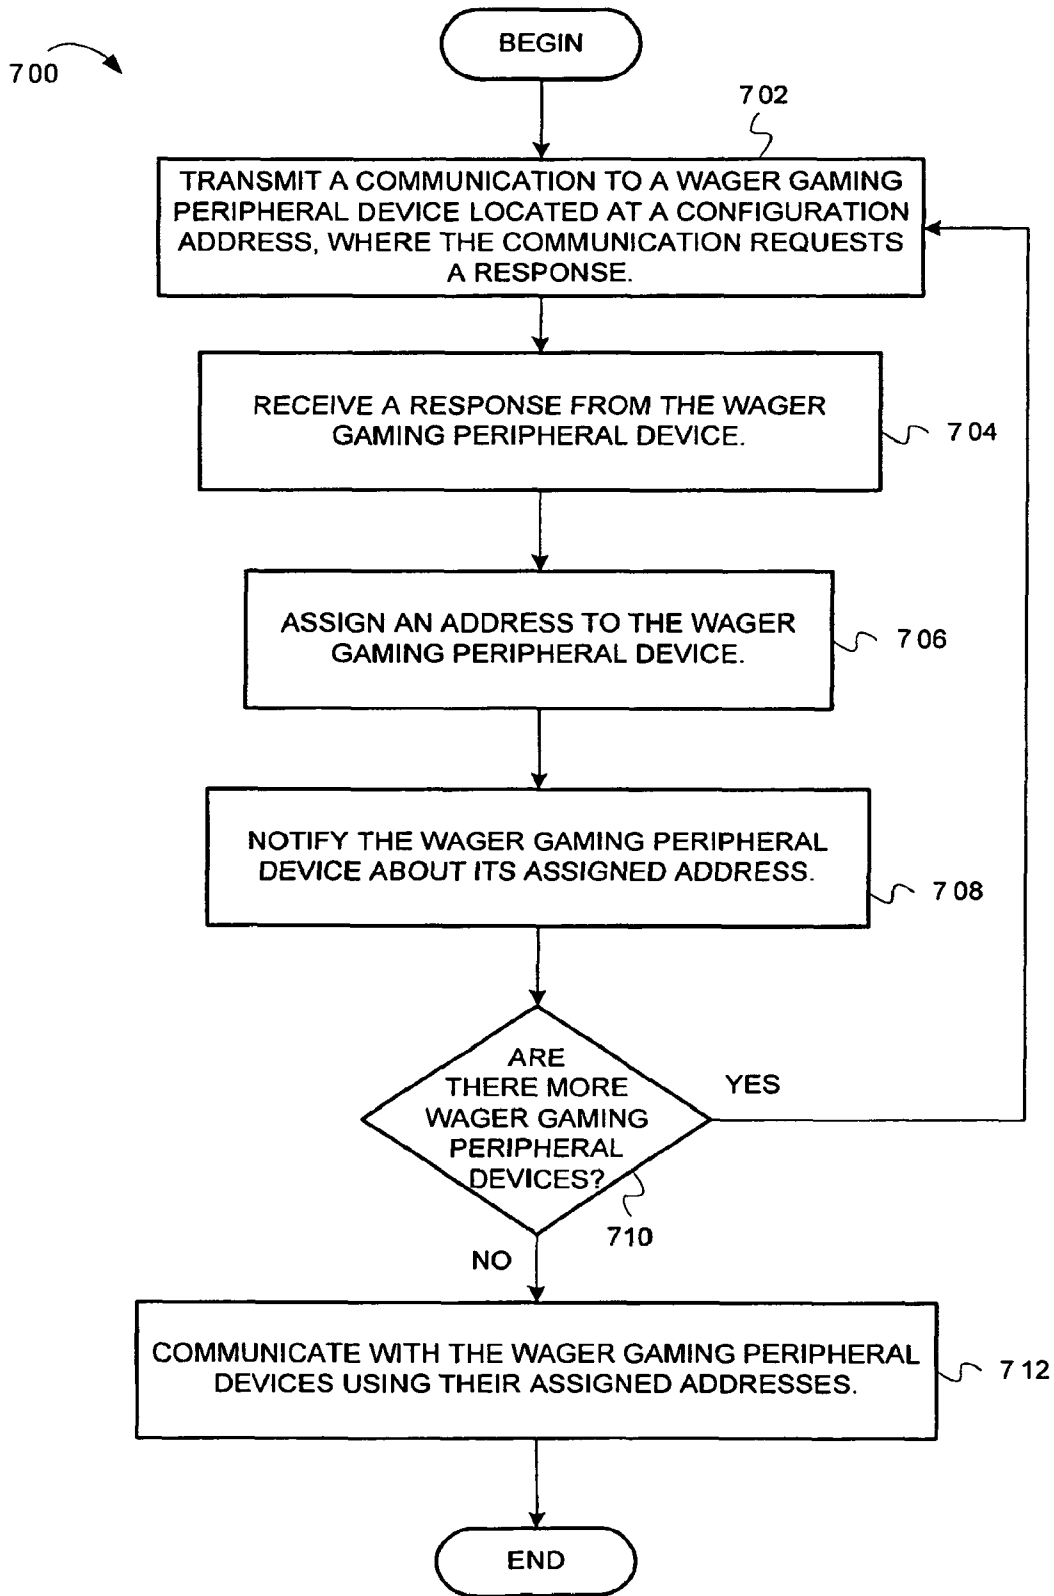 BEGIN
700
702
TRANSMIT A COMMUNICATION TO A WAGER GAMING
PERIPHERAL DEVICE LOCATED AT A CONFIGURATION
ADDRESS, WHERE THE COMMUNICATION REQUESTS
A RESPONSE.
RECEIVE A RESPONSE FROM THE WAGER
GAMING PERIPHERAL DEVICE.
704
ASSIGN AN ADDRESS TO THE WAGER
GAMING PERIPHERAL DEVICE.
706
NOTIFY THE WAGER GAMING PERIPHERAL
DEVICE ABOUT ITS ASSIGNED ADDRESS.
708
ARE
THERE MORE
WAGER GAMING
PERIPHERAL
DEVICES?
YES
710
NO
COMMUNICATE WITH THE WAGER GAMING PERIPHERAL
DEVICES USING THEIR ASSIGNED ADDRESSES.
712
END